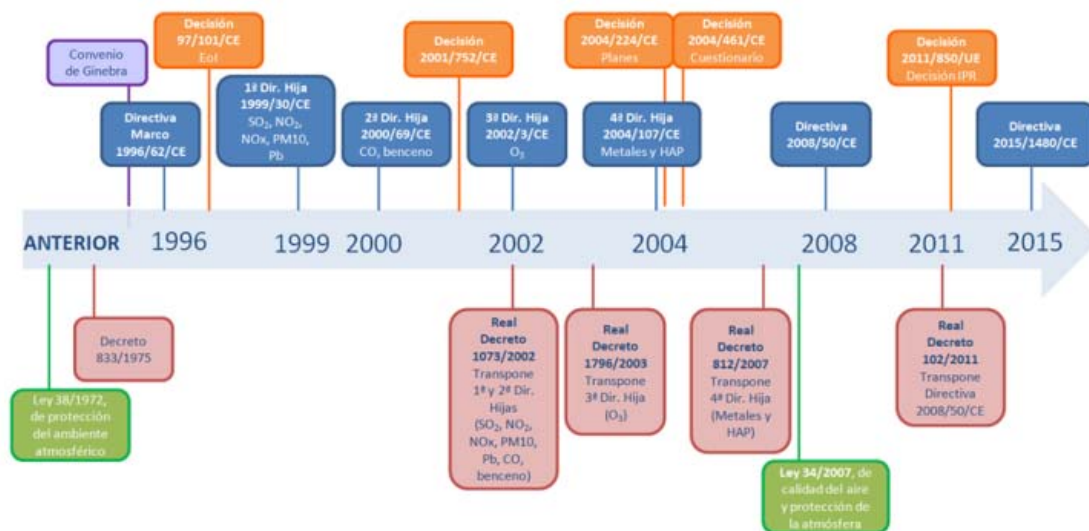 Convenio
de Ginebra
Decisión
97/101/CE
EoI
Decisión
2001/752/CE
Decisión
2004/224/CE
Planes
Decisión
2004/461/CE
Cuestionario
Decisión
2011/850/UE
Decisión IPR
Directiva
Marco
1996/62/CE
1ª Dir. Hija
1999/30/CE
SO₂, NO₂,
NOx, PM10,
Pb
2ª Dir. Hija
2000/69/CE
CO, benceno
3ª Dir. Hija
2002/3/CE
O₃
4ª Dir. Hija
2004/107/CE
Metales y HAP
Directiva
2008/50/CE
Directiva
2015/1480/CE
ANTERIOR 1996 1999 2000 2002 2004 2008 2011 2015
Decreto
833/1975
Ley 38/1972,
de protección
del ambiente
atmosférico
Real
Decreto
1073/2002
Transpone
1ª y 2ª Dir.
Hijas
(SO₂, NO₂,
NOx, PM10,
Pb, CO,
benceno)
Real
Decreto
1796/2003
Transpone
3ª Dir. Hija
(O₃)
Real
Decreto
812/2007
Transpone
4ª Dir. Hija
(Metales y
HAP)
Ley 34/2007, de
calidad del aire
y protección de
la atmósfera
Real
Decreto
102/2011
Transpone
Directiva
2008/50/CE